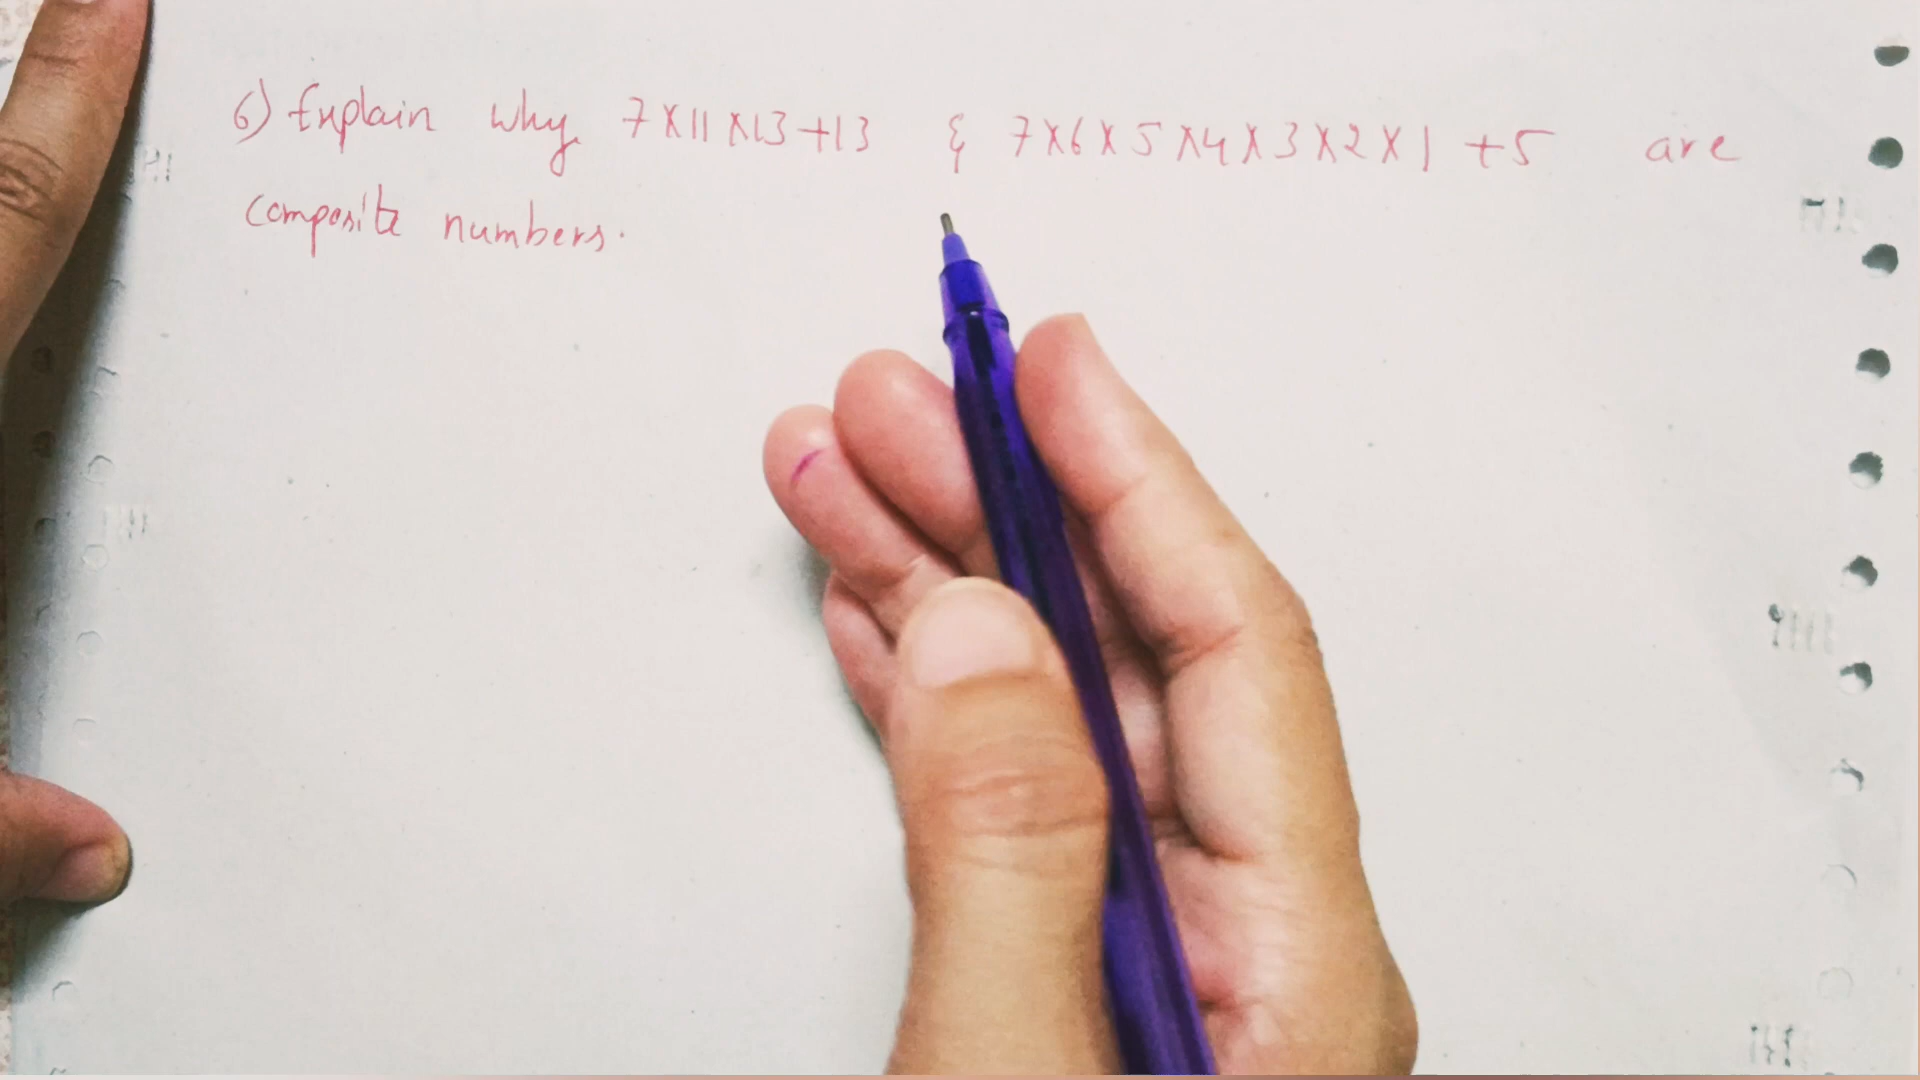 6) Explain why 7×11×13+13 & 7×6×5×4×3×2×1 +5 are
composite numbers.